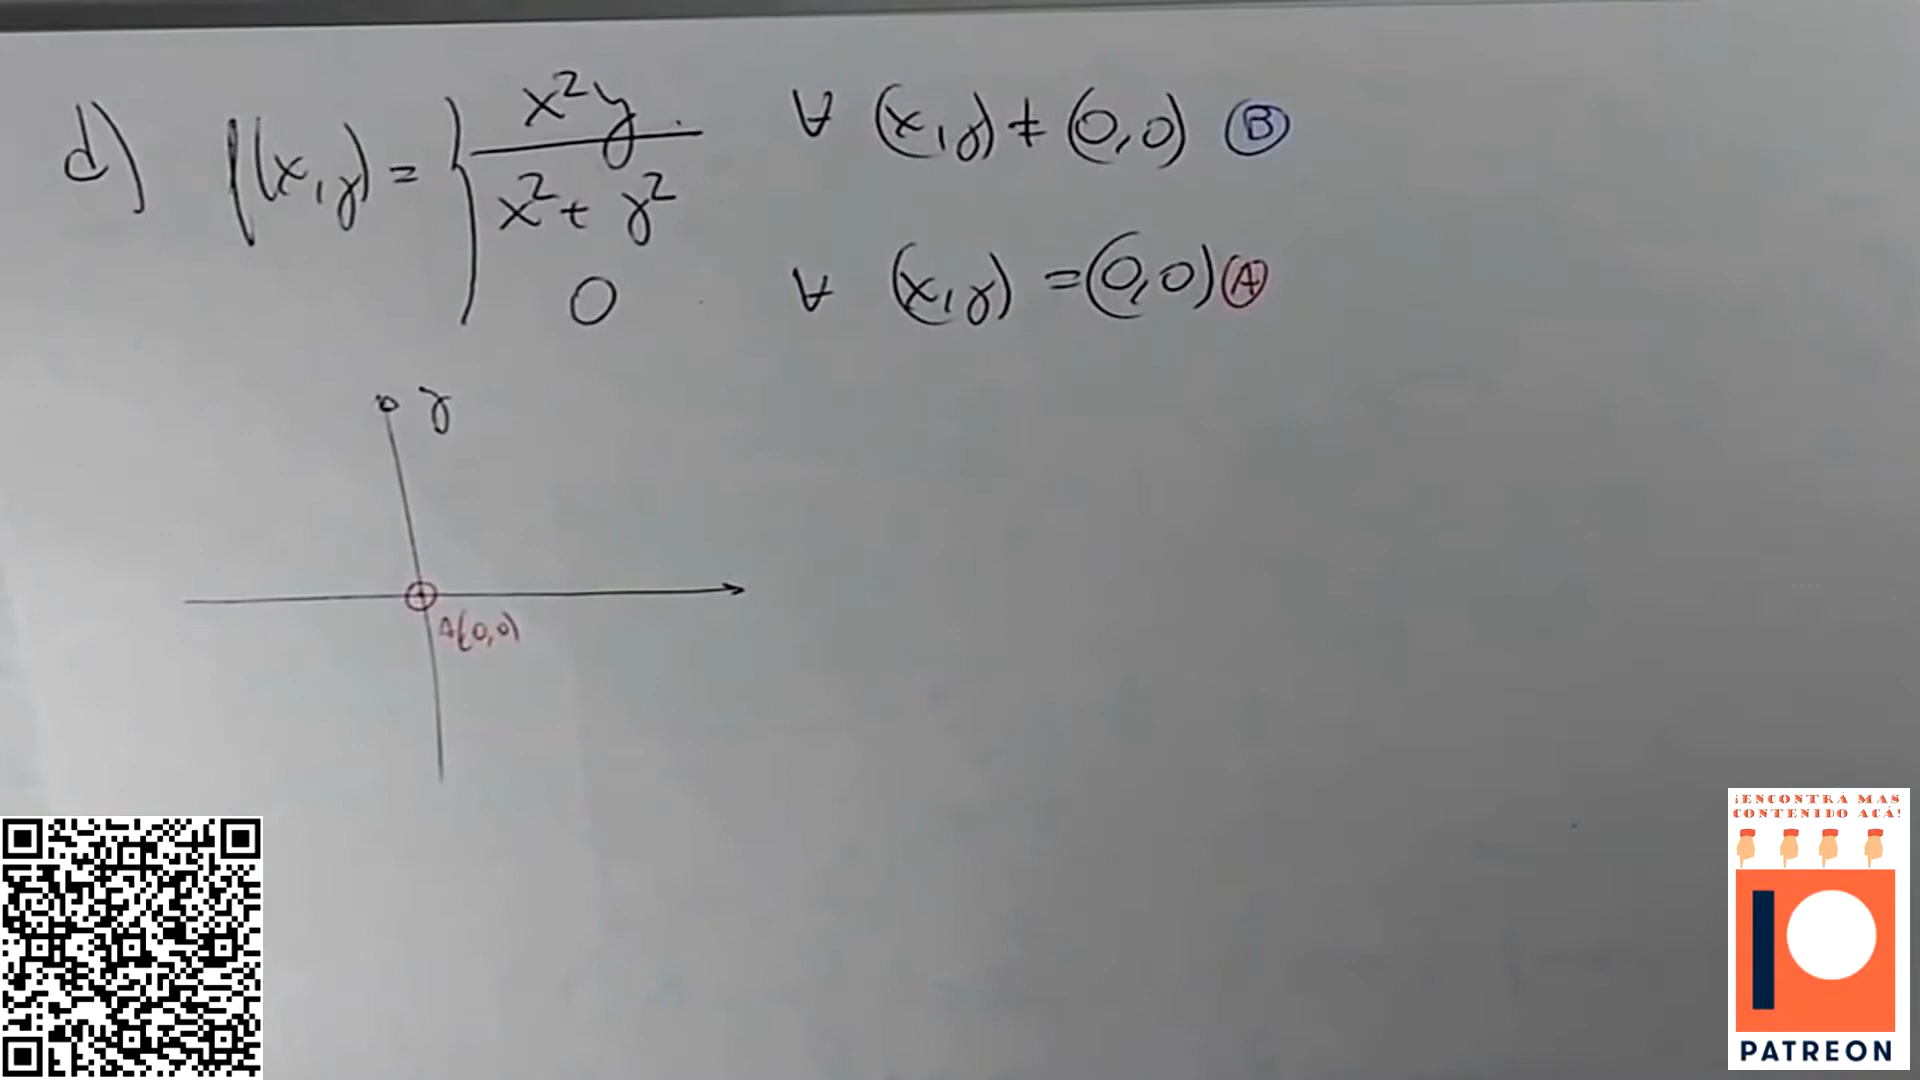 d) f(x,y) = { x²y / x² + y² ∀ (x,y) ≠ (0,0) Ⓑ
0 ∀ (x,y) = (0,0) Ⓐ
y
A(0,0)
¡ENCONTRÁ MAS
CONTENIDO ACÁ!
PATREON